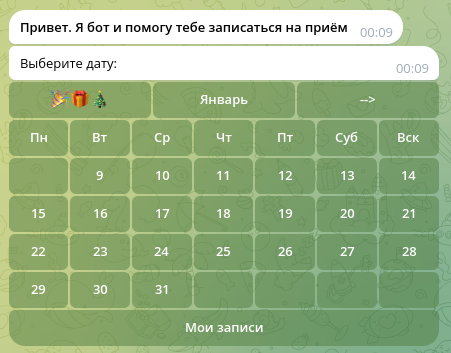 Привет. Я бот и помогу тебе записаться на приём 00:09
Выберите дату: 00:09
🎉🎁🎄 Январь -->
Пн Вт Ср Чт Пт Суб Вск
9 10 11 12 13 14
15 16 17 18 19 20 21
22 23 24 25 26 27 28
29 30 31
Мои записи